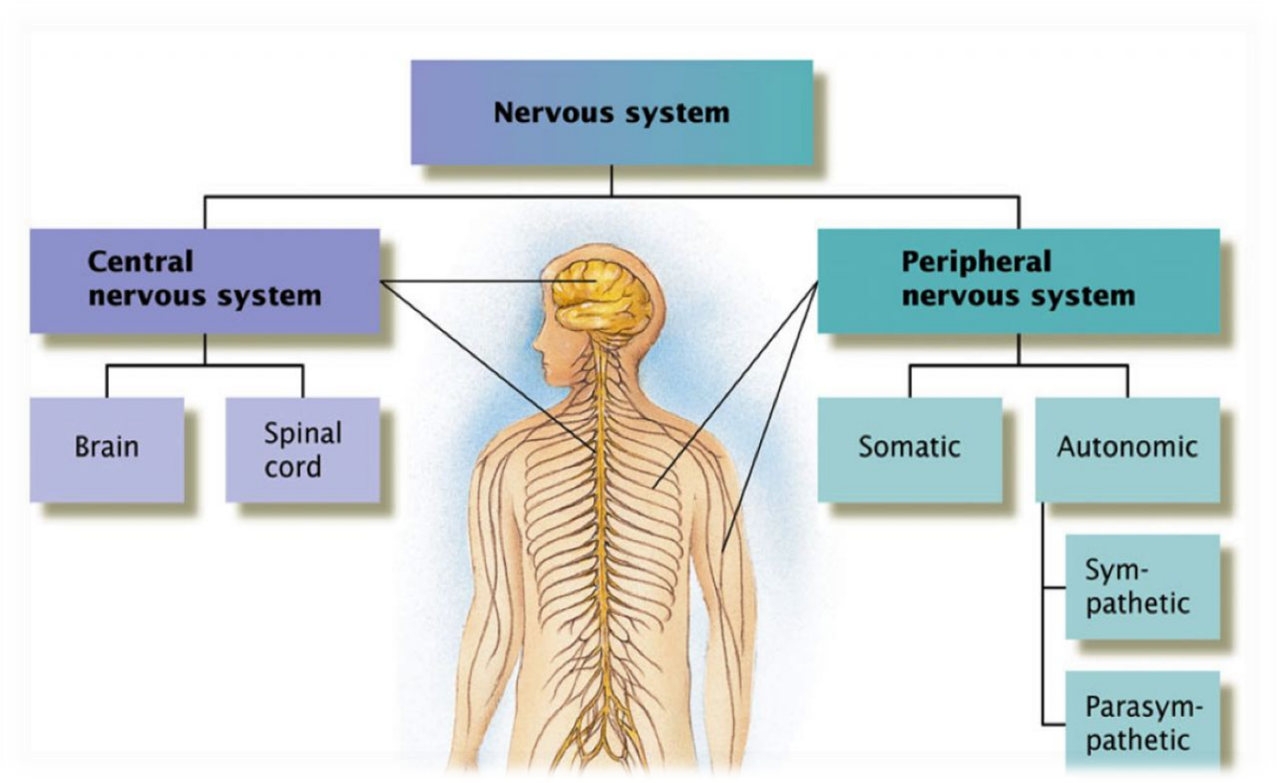 Nervous system
Central
nervous system
Peripheral
nervous system
Brain
Spinal
cord
Somatic
Autonomic
Sym-
pathetic
Parasym-
pathetic